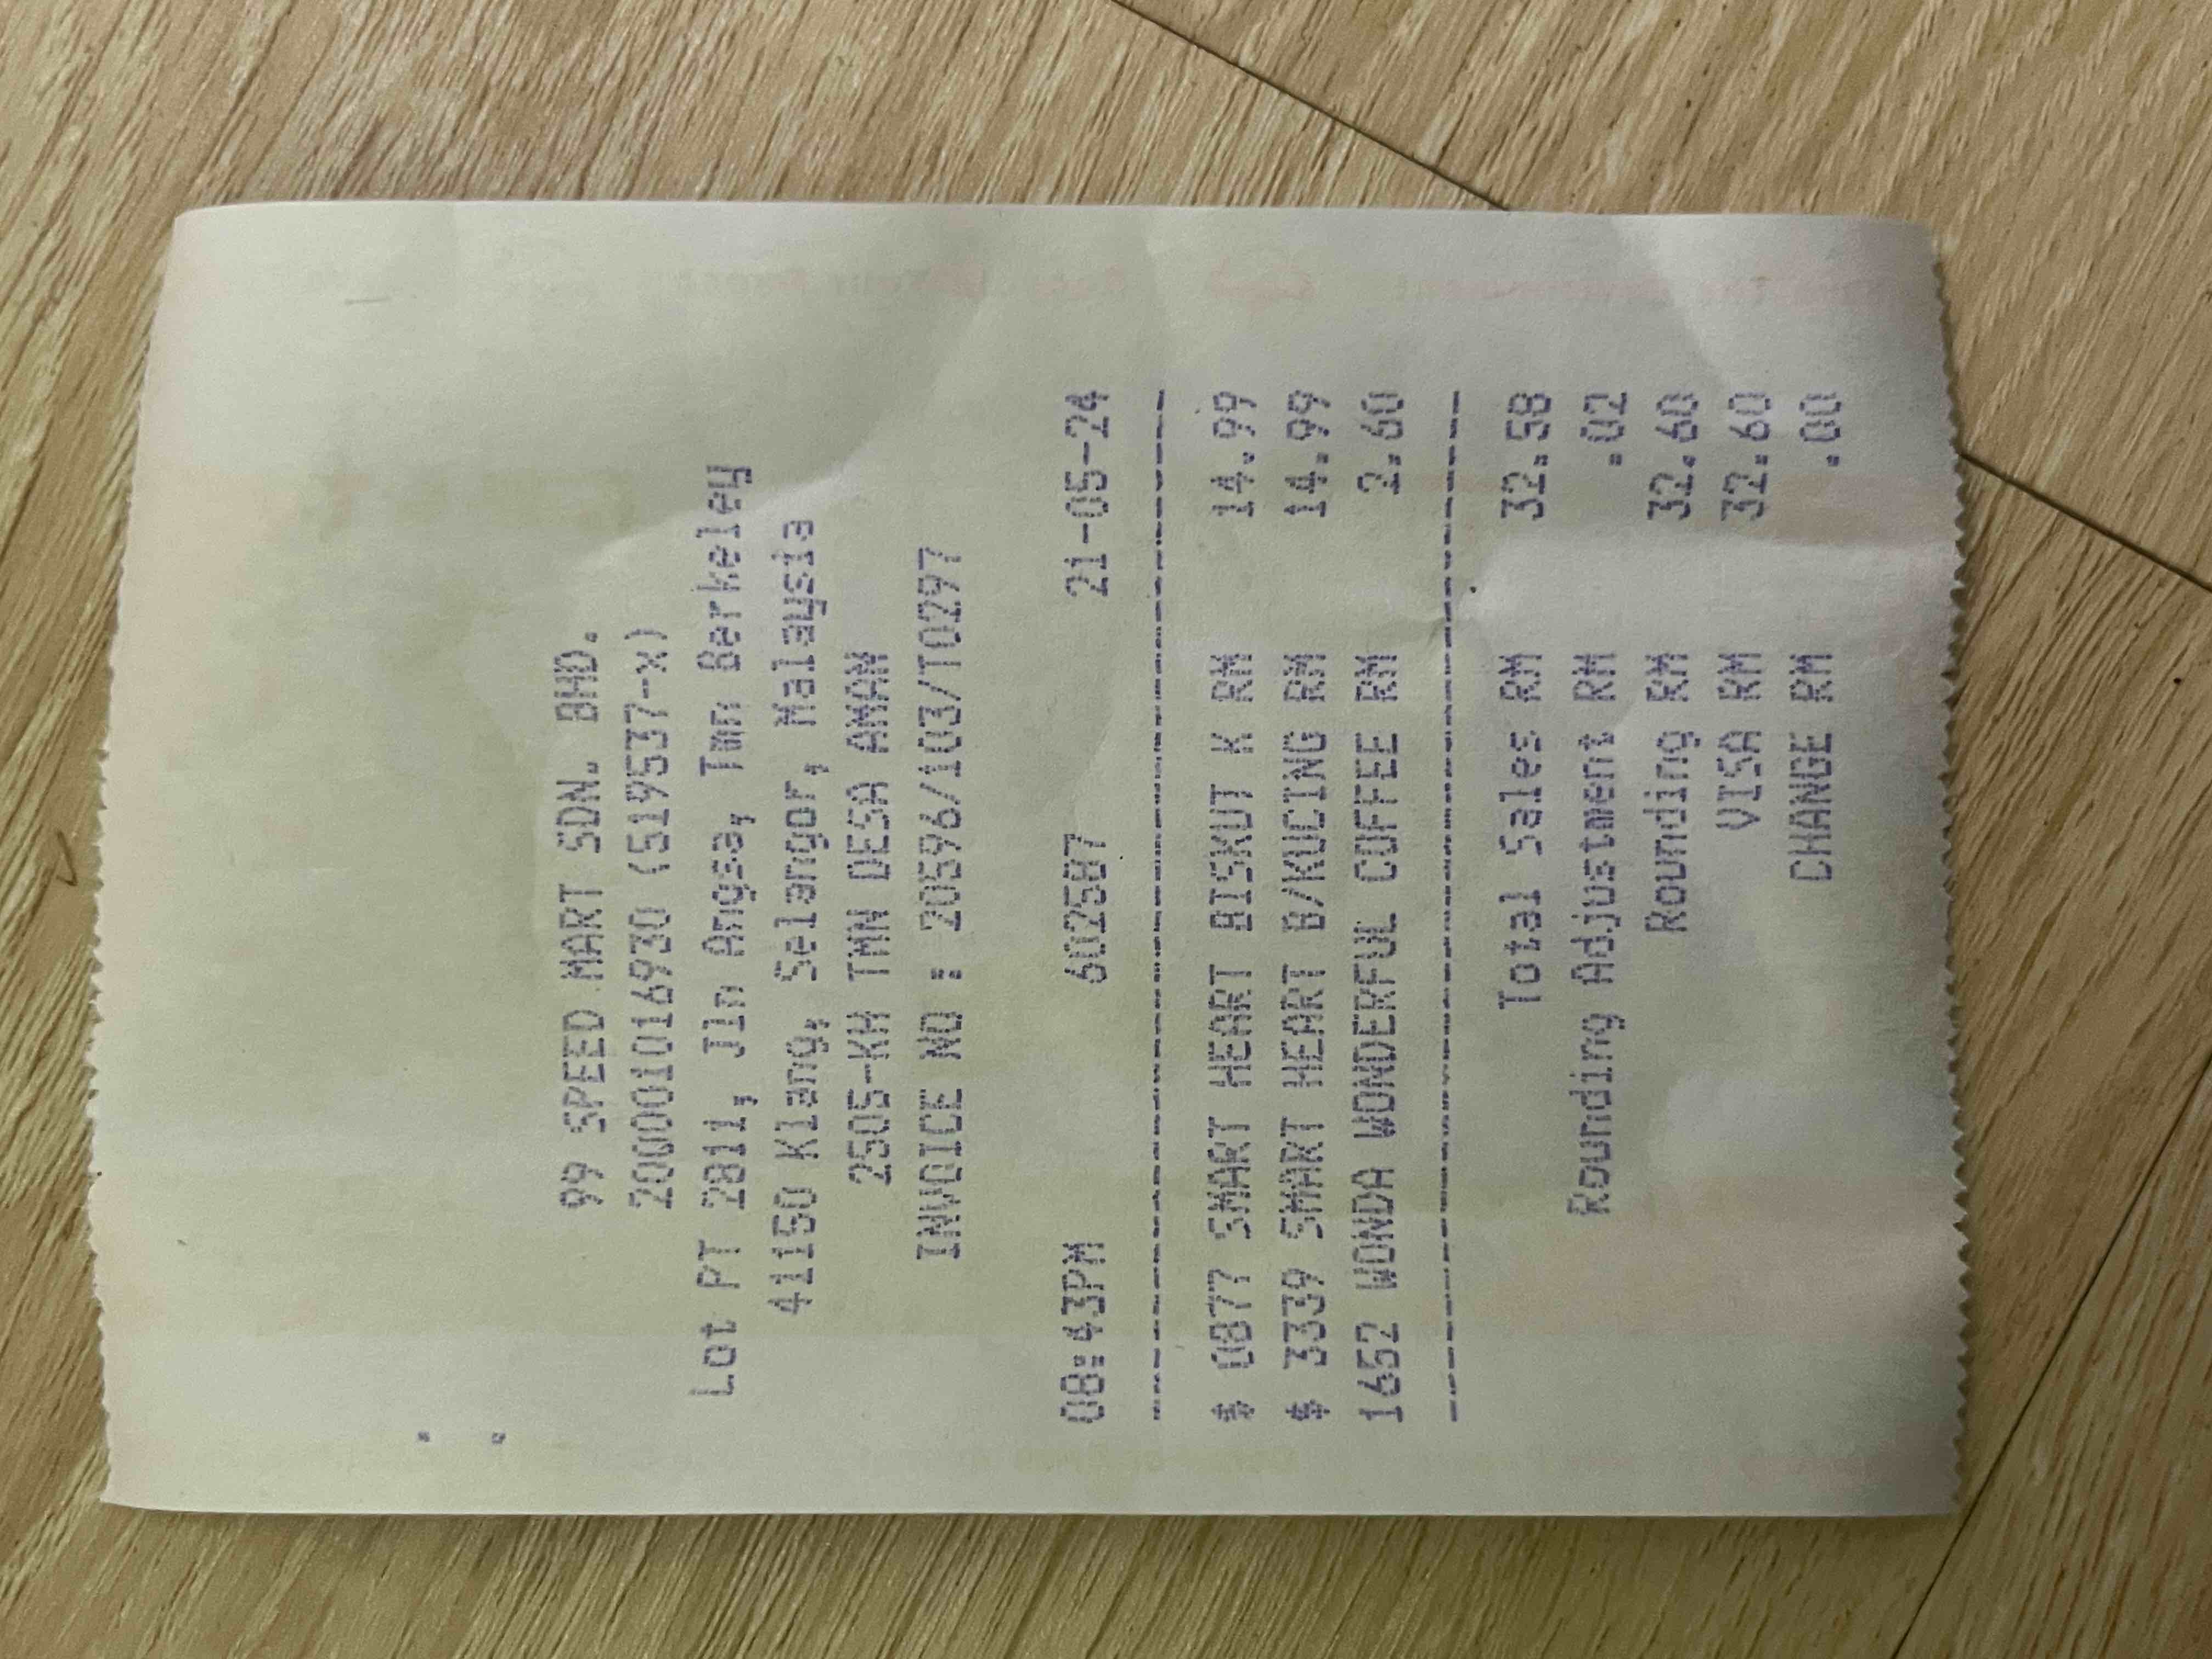 99 SPEED MART SDN. BHD.
200001016930 (519537-X)
Lot PT 2811, Jln Angsa, Tmn Berkeley
41150 Klang, Selangor, Malaysia
2505-KH TMN DESA AMAN
INVOICE NO : 20596/103/T0297
08:43PM 602587 21-05-24
$ 0877 SMART HEART BISKUT K RM 14.99
$ 3339 SMART HEART B/KUCING RM 14.99
1652 WONDA WONDERFUL COFFEE RM 2.60
Total Sales RM 32.58
Rounding Adjustment RM .02
Rounding RM 32.60
VISA RM 32.60
CHANGE RM .00